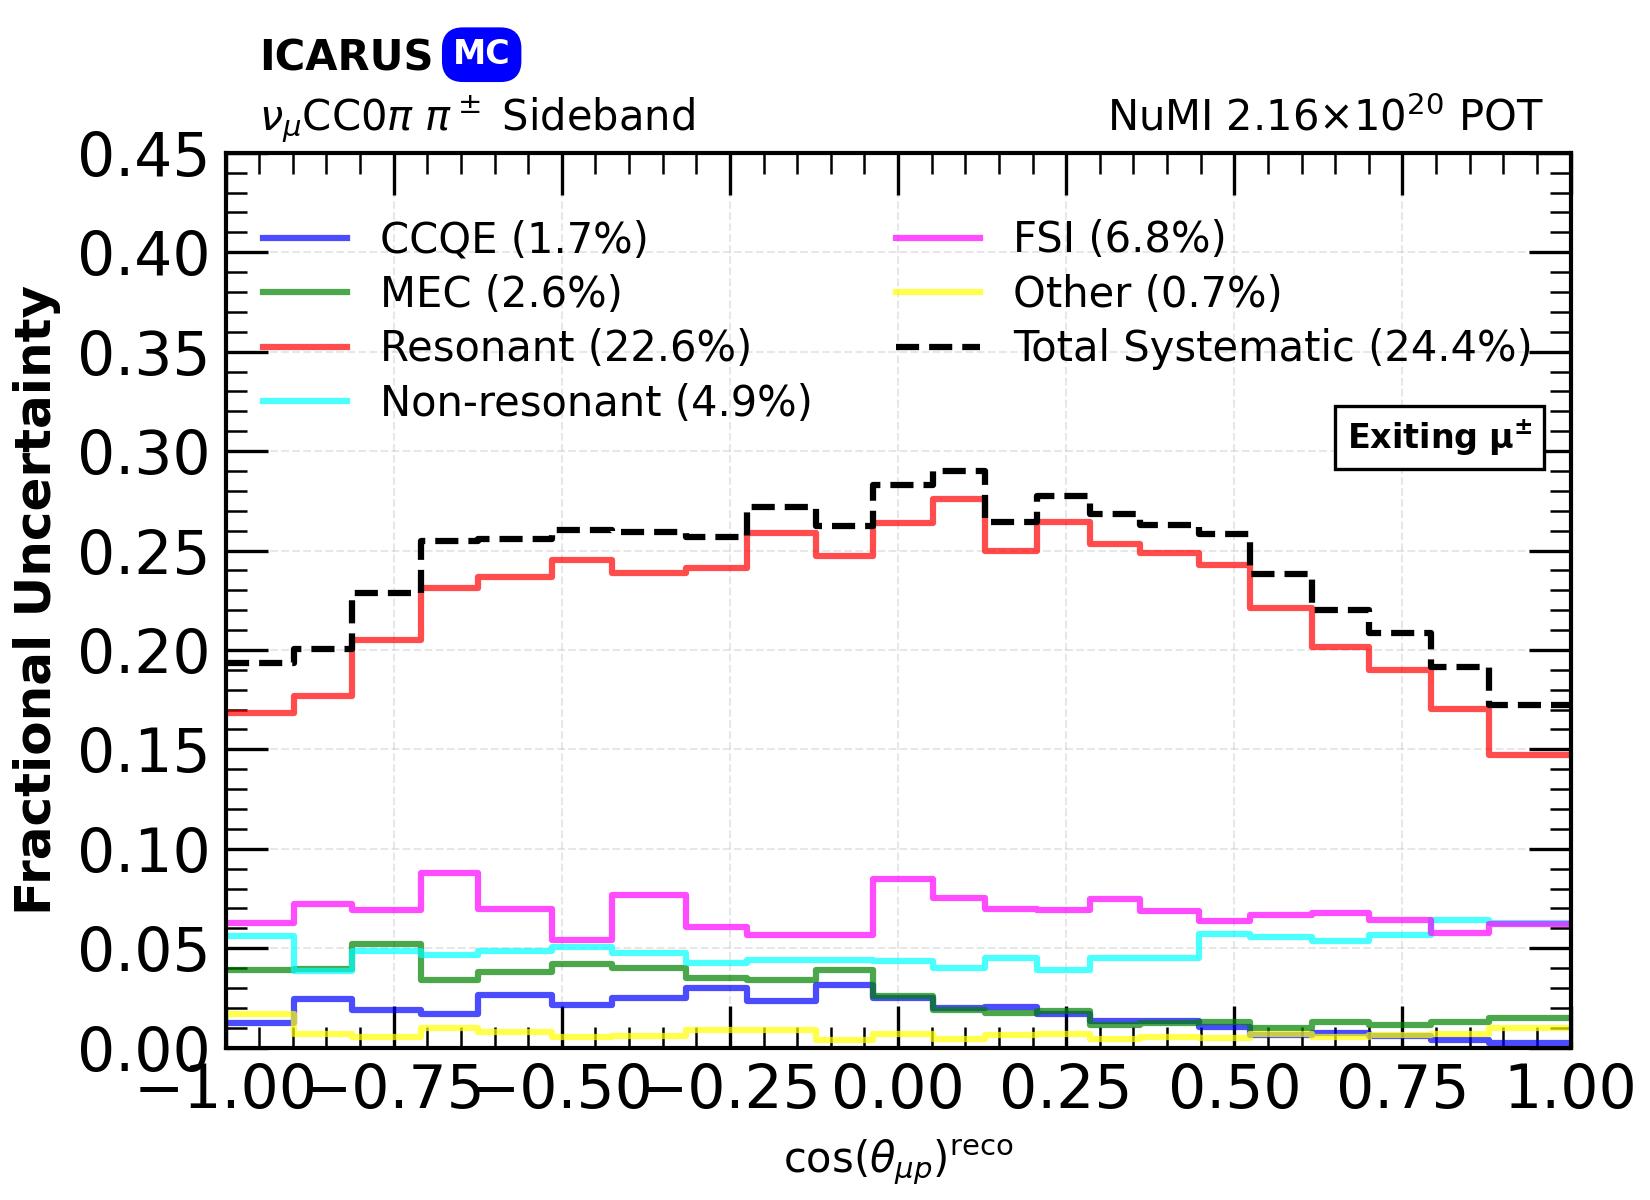 ICARUS MC
νμCC0π π± Sideband
NuMI 2.16×10²⁰ POT
0.45
0.40
0.35
0.30
0.25
0.20
0.15
0.10
0.05
0.00
Fractional Uncertainty
CCQE (1.7%)
MEC (2.6%)
Resonant (22.6%)
Non-resonant (4.9%)
FSI (6.8%)
Other (0.7%)
Total Systematic (24.4%)
Exiting μ±
−1.00 −0.75 −0.50 −0.25 0.00 0.25 0.50 0.75 1.00
cos(θμp)reco